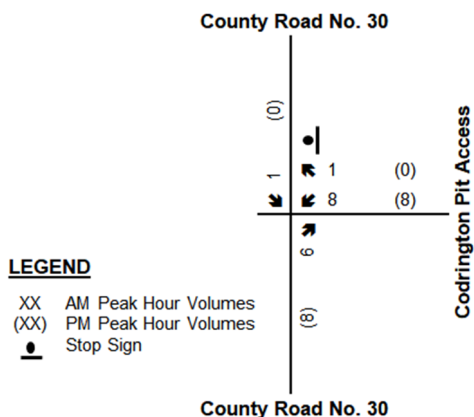 County Road No. 30
(0)
1
1 (0)
8 (8)
6
(8)
Codrington Pit Access
LEGEND
XX AM Peak Hour Volumes
(XX) PM Peak Hour Volumes
Stop Sign
County Road No. 30